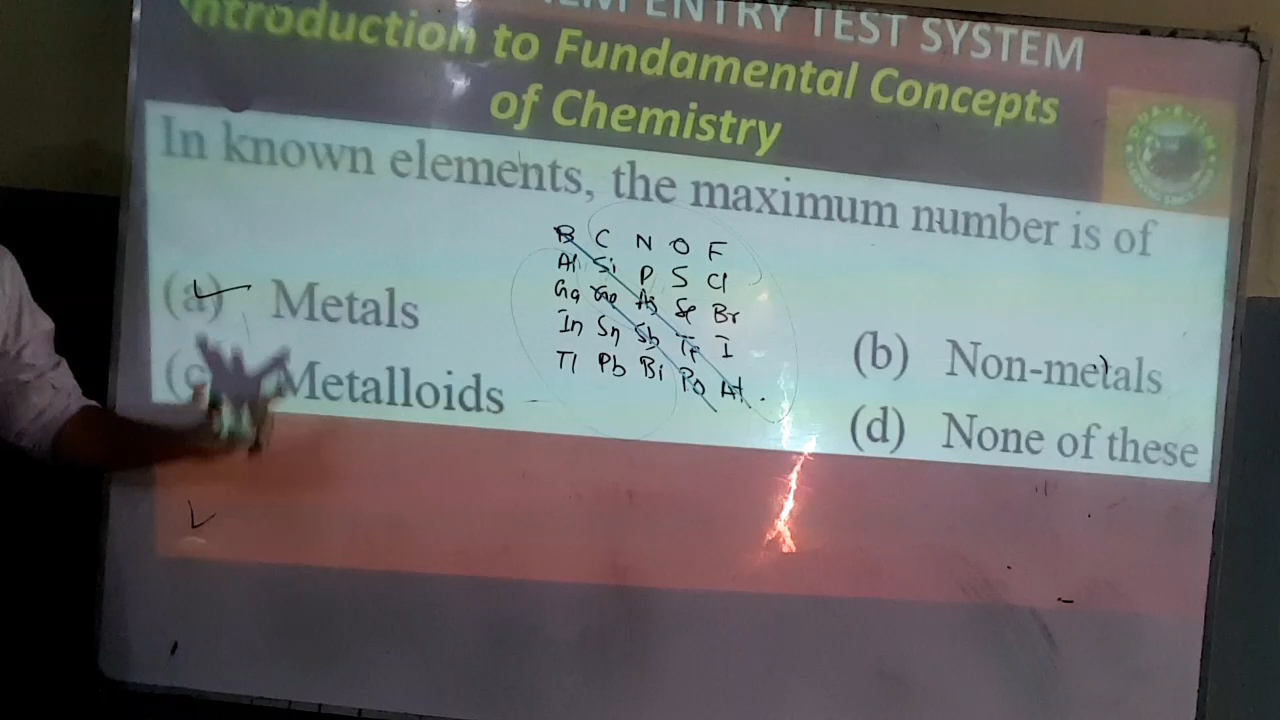 ENTRY TEST SYSTEM
Introduction to Fundamental Concepts
of Chemistry
In known elements, the maximum number is of
B C N O F
Al Si P S Cl
Ga Ge As Se Br
In Sn Sb Te I
Tl Pb Bi Po At
(a) Metals
(b) Non-metals
(c) Metalloids
(d) None of these